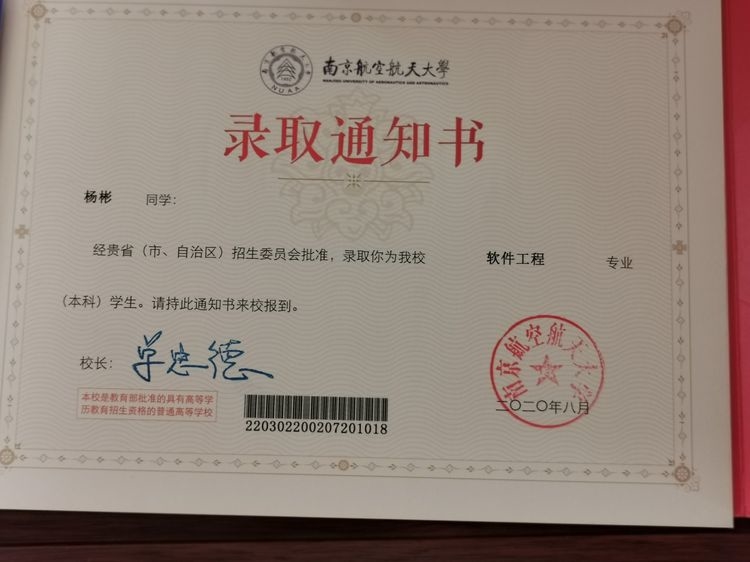 南京航空航天大學
NANJING UNIVERSITY OF AERONAUTICS AND ASTRONAUTICS
NUAA
录取通知书
杨彬 同学：
经贵省（市、自治区）招生委员会批准，录取你为我校 软件工程 专业
（本科）学生。请持此通知书来校报到。
校长： 单忠德
本校是教育部批准的具有高等学
历教育招生资格的普通高等学校
220302200207201018
南京航空航天大学
二〇二〇年八月